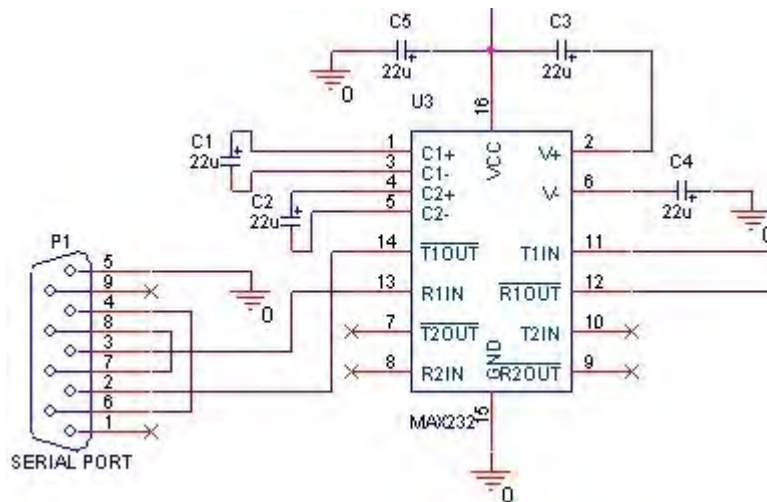 C5
22u
0
C3
22u
U3
16
C1
22u
1
3
4
5
C1+
C1-
C2+
C2-
VCC
V+
V-
2
6
C4
22u
0
C2
22u
P1
SERIAL PORT
5
9
4
8
3
7
2
6
1
0
14
13
7
8
T1OUT
R1IN
T2OUT
R2IN
GND
T1IN
R1OUT
T2IN
R2OUT
11
12
10
9
MAX232
15
0